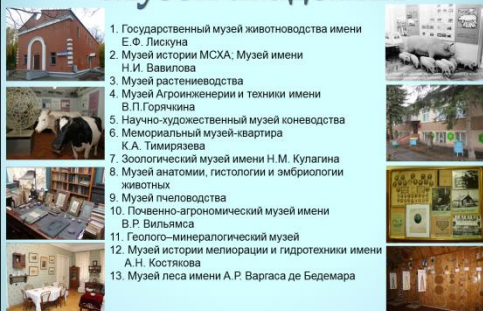 1. Государственный музей животноводства имени
Е.Ф. Лискуна
2. Музеи истории МСХА; Музей имени
Н.И. Вавилова
3. Музей растениеводства
4. Музей Агроинженерии и техники имени
В.П.Горячкина
5. Научно-художественный музей коневодства
6. Мемориальный музей-квартира
К.А. Тимирязева
7. Зоологический музей имени Н.М. Кулагина
8. Музей анатомии, гистологии и эмбриологии
животных
9. Музей пчеловодства
10. Почвенно-агрономический музей имени
В.Р. Вильямса
11. Геолого–минералогический музей
12. Музей истории мелиорации и гидротехники имени
А.Н. Костякова
13. Музей леса имени А.Р. Варгаса де Бедемара